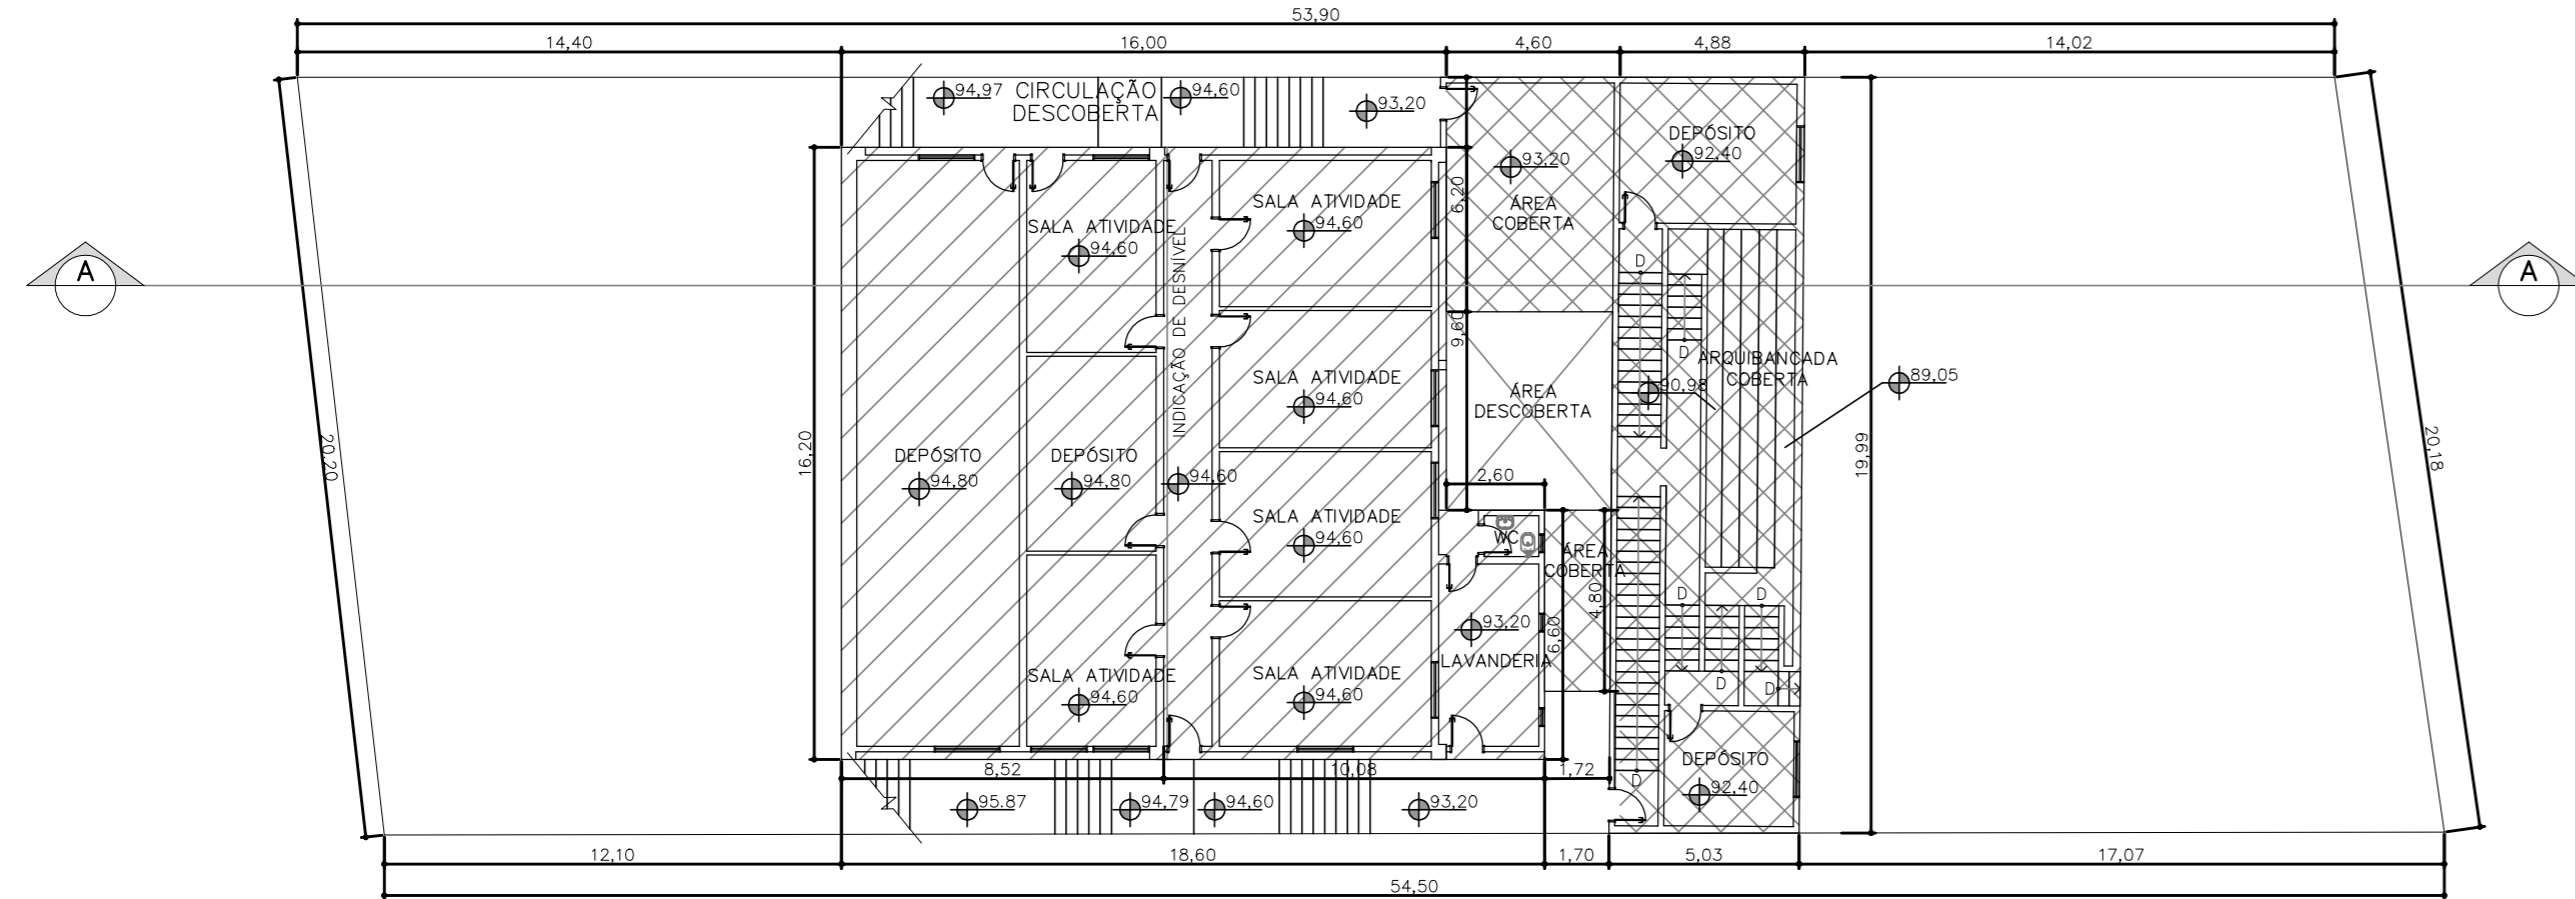 53,90
14,40
16,00
4,60
4,88
14,02
94,97
CIRCULAÇÃO
DESCOBERTA
94,60
93,20
DEPÓSITO
92,40
93,20
ÁREA
COBERTA
6,20
SALA ATIVIDADE
94,60
SALA ATIVIDADE
94,60
INDICAÇÃO DE DESNÍVEL
A
A
D
D
9,60
ARQUIBANCADA
COBERTA
89,05
90,98
SALA ATIVIDADE
94,60
ÁREA
DESCOBERTA
20,20
16,20
19,99
20,18
DEPÓSITO
94,80
DEPÓSITO
94,80
94,60
2,60
SALA ATIVIDADE
94,60
WC
ÁREA
COBERTA
4,80
6,60
D
D
93,20
LAVANDERIA
SALA ATIVIDADE
94,60
SALA ATIVIDADE
94,60
D
D
DEPÓSITO
92,40
D
8,52
10,08
1,72
95.87
94,79
94,60
93,20
12,10
18,60
1,70
5,03
17,07
54,50